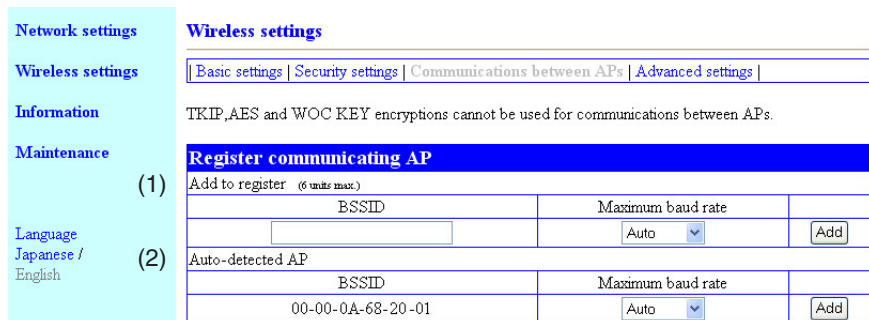 Network settings
Wireless settings
Information
Maintenance
Language
Japanese /
English
Wireless settings
| Basic settings | Security settings | Communications between APs | Advanced settings |
TKIP,AES and WOC KEY encryptions cannot be used for communications between APs.
Register communicating AP
(1) Add to register (6 units max.)
BSSID Maximum baud rate
Auto Add
(2) Auto-detected AP
BSSID Maximum baud rate
00-00-0A-68-20-01 Auto Add